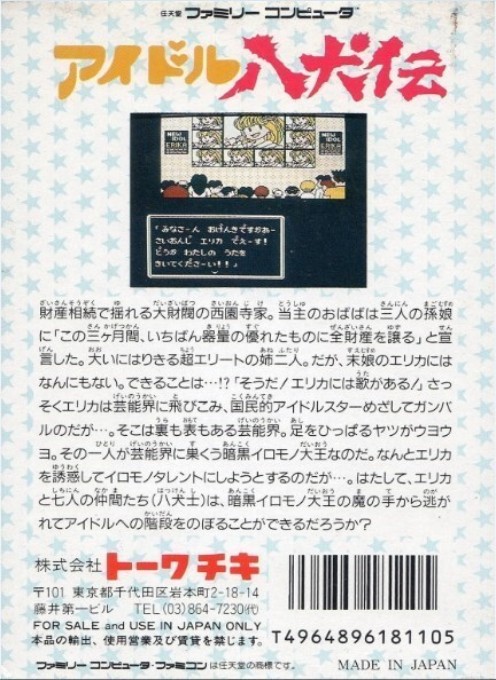 任天堂 ファミリー コンピュータ™
アイドル八犬伝
NEW IDOL ERIKA
NEW IDOL ERIKA
「みなさーん おげんきですかあー
さいおんじ エリカ でえーす!
どうか わたしの うたを
きいてくださーい!!」
財産相続で揺れる大財閥の西園寺家。当主のおばばは三人の孫娘
に「この三ヶ月間、いちばん器量のすぐれたものに全財産を譲る!」と宣
言した。大いにはりきる超エリートの姉二人。だが、末娘のエリカには
なんにもない。できることは…!?「そうだ!エリカには歌がある!」さっ
そくエリカは芸能界に飛びこみ、国民的アイドルスターめざしてガンバ
ルのだが…。そこは裏も表もある芸能界。足をひっぱるヤツがウヨウ
ヨ。その一人が芸能界に巣くう暗黒イロモノ大王なのだ。なんとエリカ
を誘惑してイロモノタレントにしようとするのだが…。はたして、エリカ
と七人の仲間たち(八犬士)は、暗黒イロモノ大王の魔の手から逃が
れてアイドルへの階段をのぼることができるだろうか?
株式会社 トーワチキ
〒101 東京都千代田区岩本町2-18-14
藤井第一ビル TEL(03)864-7230(代)
FOR SALE and USE IN JAPAN ONLY
本品の輸出、使用営業及び賃貸を禁じます。
T4964896181105
ファミリー コンピュータ・ファミコンは任天堂の商標です。
MADE IN JAPAN